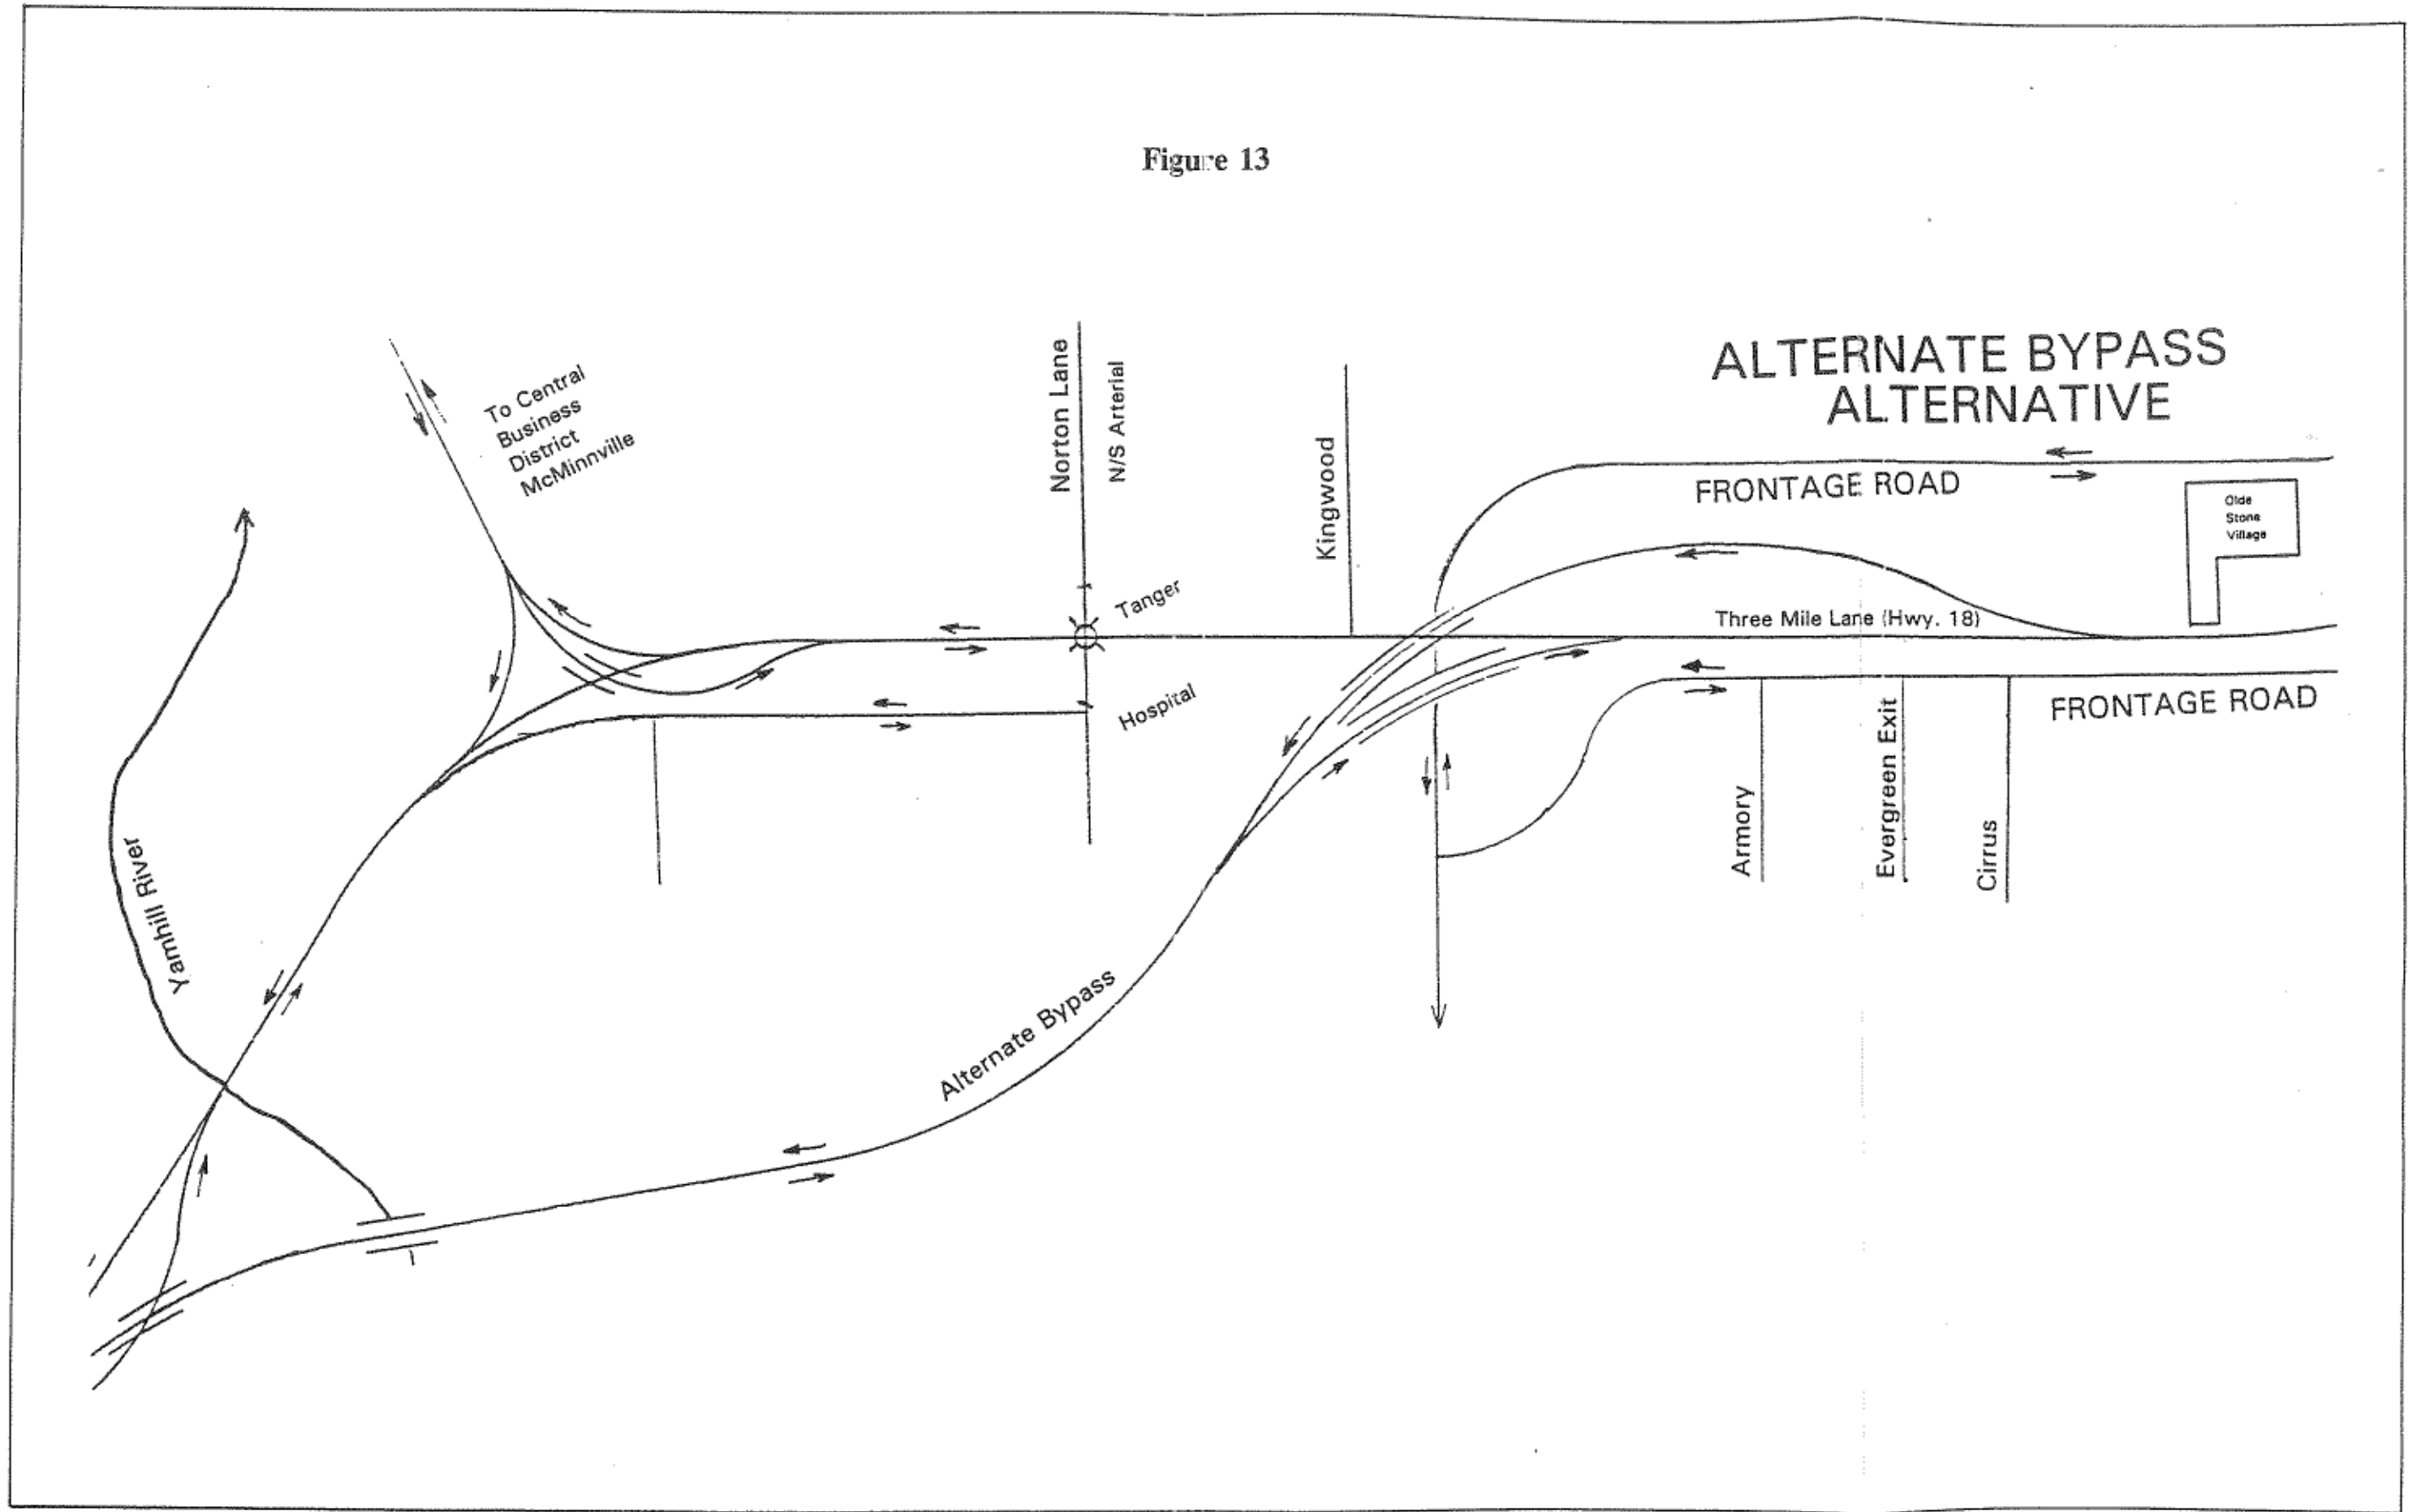 Figure 13
ALTERNATE BYPASS
ALTERNATIVE
To Central
Business
District
McMinnville
Norton Lane
N/S Arterial
Kingwood
FRONTAGE ROAD
Olde
Stone
Village
Tanger
Three Mile Lane (Hwy. 18)
Hospital
FRONTAGE ROAD
Armory
Evergreen Exit
Cirrus
Yamhill River
Alternate Bypass